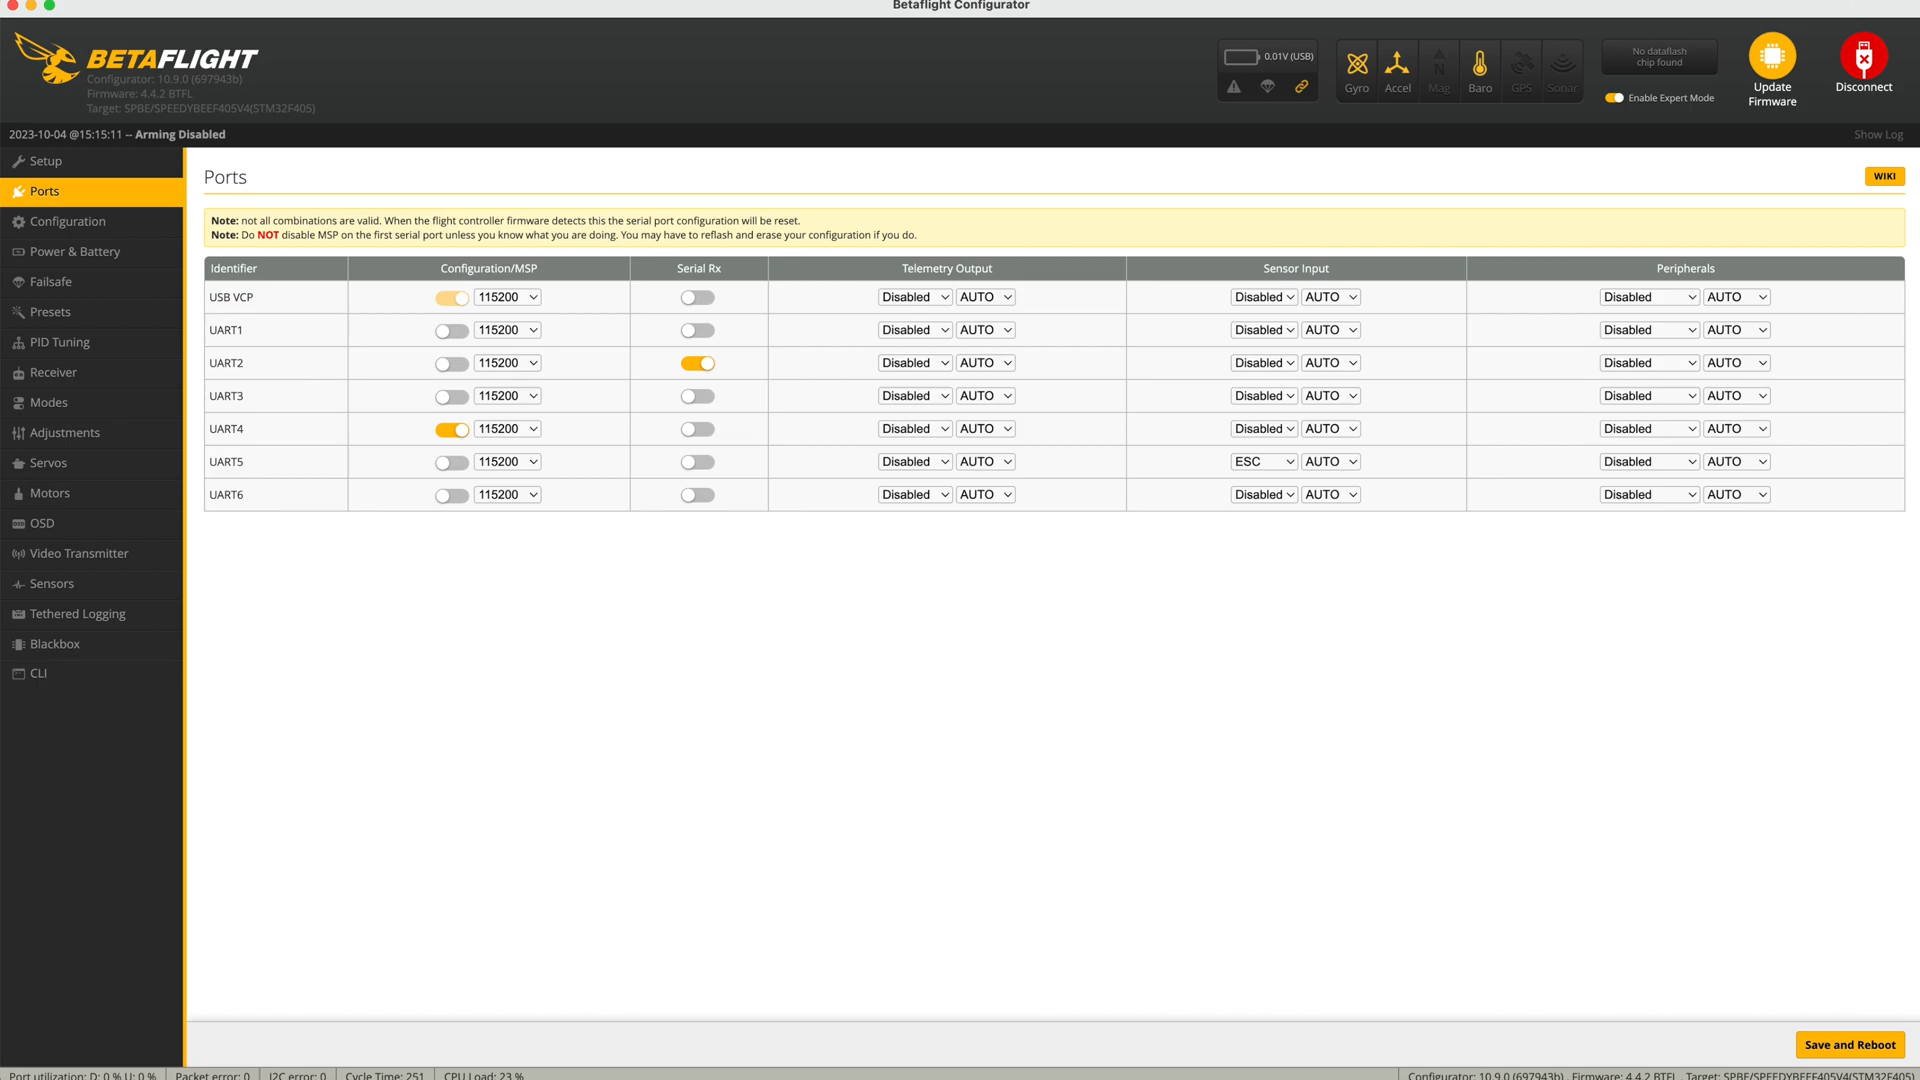 Betaflight Configurator
BETAFLIGHT
Configurator: 10.9.0 (697943b)
Firmware: 4.4.2 BTFL
Target: SPBE/SPEEDYBEEF405V4(STM32F405)
0.01V (USB)
Gyro Accel Mag Baro GPS Sonar
No dataflash
chip found
Enable Expert Mode
Update
Firmware
Disconnect
2023-10-04 @15:15:11 -- Arming Disabled
Show Log
Setup
Ports
Configuration
Power & Battery
Failsafe
Presets
PID Tuning
Receiver
Modes
Adjustments
Servos
Motors
OSD
Video Transmitter
Sensors
Tethered Logging
Blackbox
CLI
Ports
WIKI
Note: not all combinations are valid. When the flight controller firmware detects this the serial port configuration will be reset.
Note: Do NOT disable MSP on the first serial port unless you know what you are doing. You may have to reflash and erase your configuration if you do.
Identifier Configuration/MSP Serial Rx Telemetry Output Sensor Input Peripherals
USB VCP 115200 Disabled AUTO Disabled AUTO Disabled AUTO
UART1 115200 Disabled AUTO Disabled AUTO Disabled AUTO
UART2 115200 Disabled AUTO Disabled AUTO Disabled AUTO
UART3 115200 Disabled AUTO Disabled AUTO Disabled AUTO
UART4 115200 Disabled AUTO Disabled AUTO Disabled AUTO
UART5 115200 Disabled AUTO ESC AUTO Disabled AUTO
UART6 115200 Disabled AUTO Disabled AUTO Disabled AUTO
Save and Reboot
Port utilization: D: 0 % U: 0 % Packet error: 0 I2C error: 0 Cycle Time: 251 CPU Load: 23 %
Configurator: 10.9.0 (697943b), Firmware: 4.4.2 BTFL, Target: SPBE/SPEEDYBEEF405V4(STM32F405)